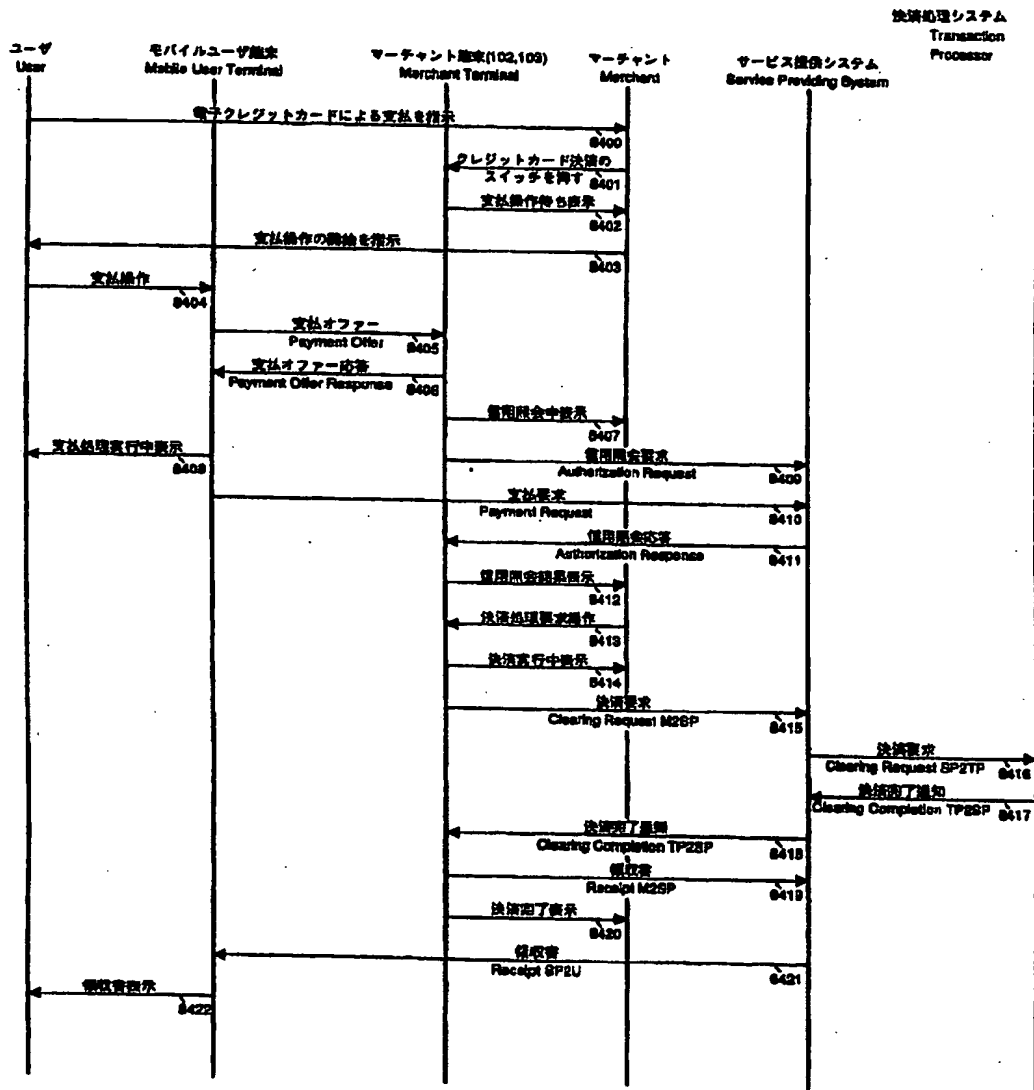 決済処理システム
Transaction
Processor
ユーザ
User
モバイルユーザ端末
Mobile User Terminal
マーチャント端末(102,103)
Merchant Terminal
マーチャント
Merchant
サービス提供システム
Service Providing System
電子クレジットカードによる支払を指示
S400
クレジットカード決済の
スイッチを押す
S401
支払操作待ち表示
S402
支払操作の開始を指示
S403
支払操作
S404
支払オファー
Payment Offer
S405
支払オファー応答
Payment Offer Response
S406
信用照会中表示
S407
支払処理実行中表示
S408
信用照会要求
Authorization Request
S409
支払要求
Payment Request
S410
信用照会応答
Authorization Response
S411
信用照会結果表示
S412
決済処理要求操作
S413
決済実行中表示
S414
決済要求
Clearing Request M2SP
S415
決済要求
Clearing Request SP2TP
S416
決済完了通知
Clearing Completion TP2SP
S417
決済完了通知
Clearing Completion TP2SP
S418
領収書
Receipt M2SP
S419
決済完了表示
S420
領収書
Receipt SP2U
S421
領収書表示
S422